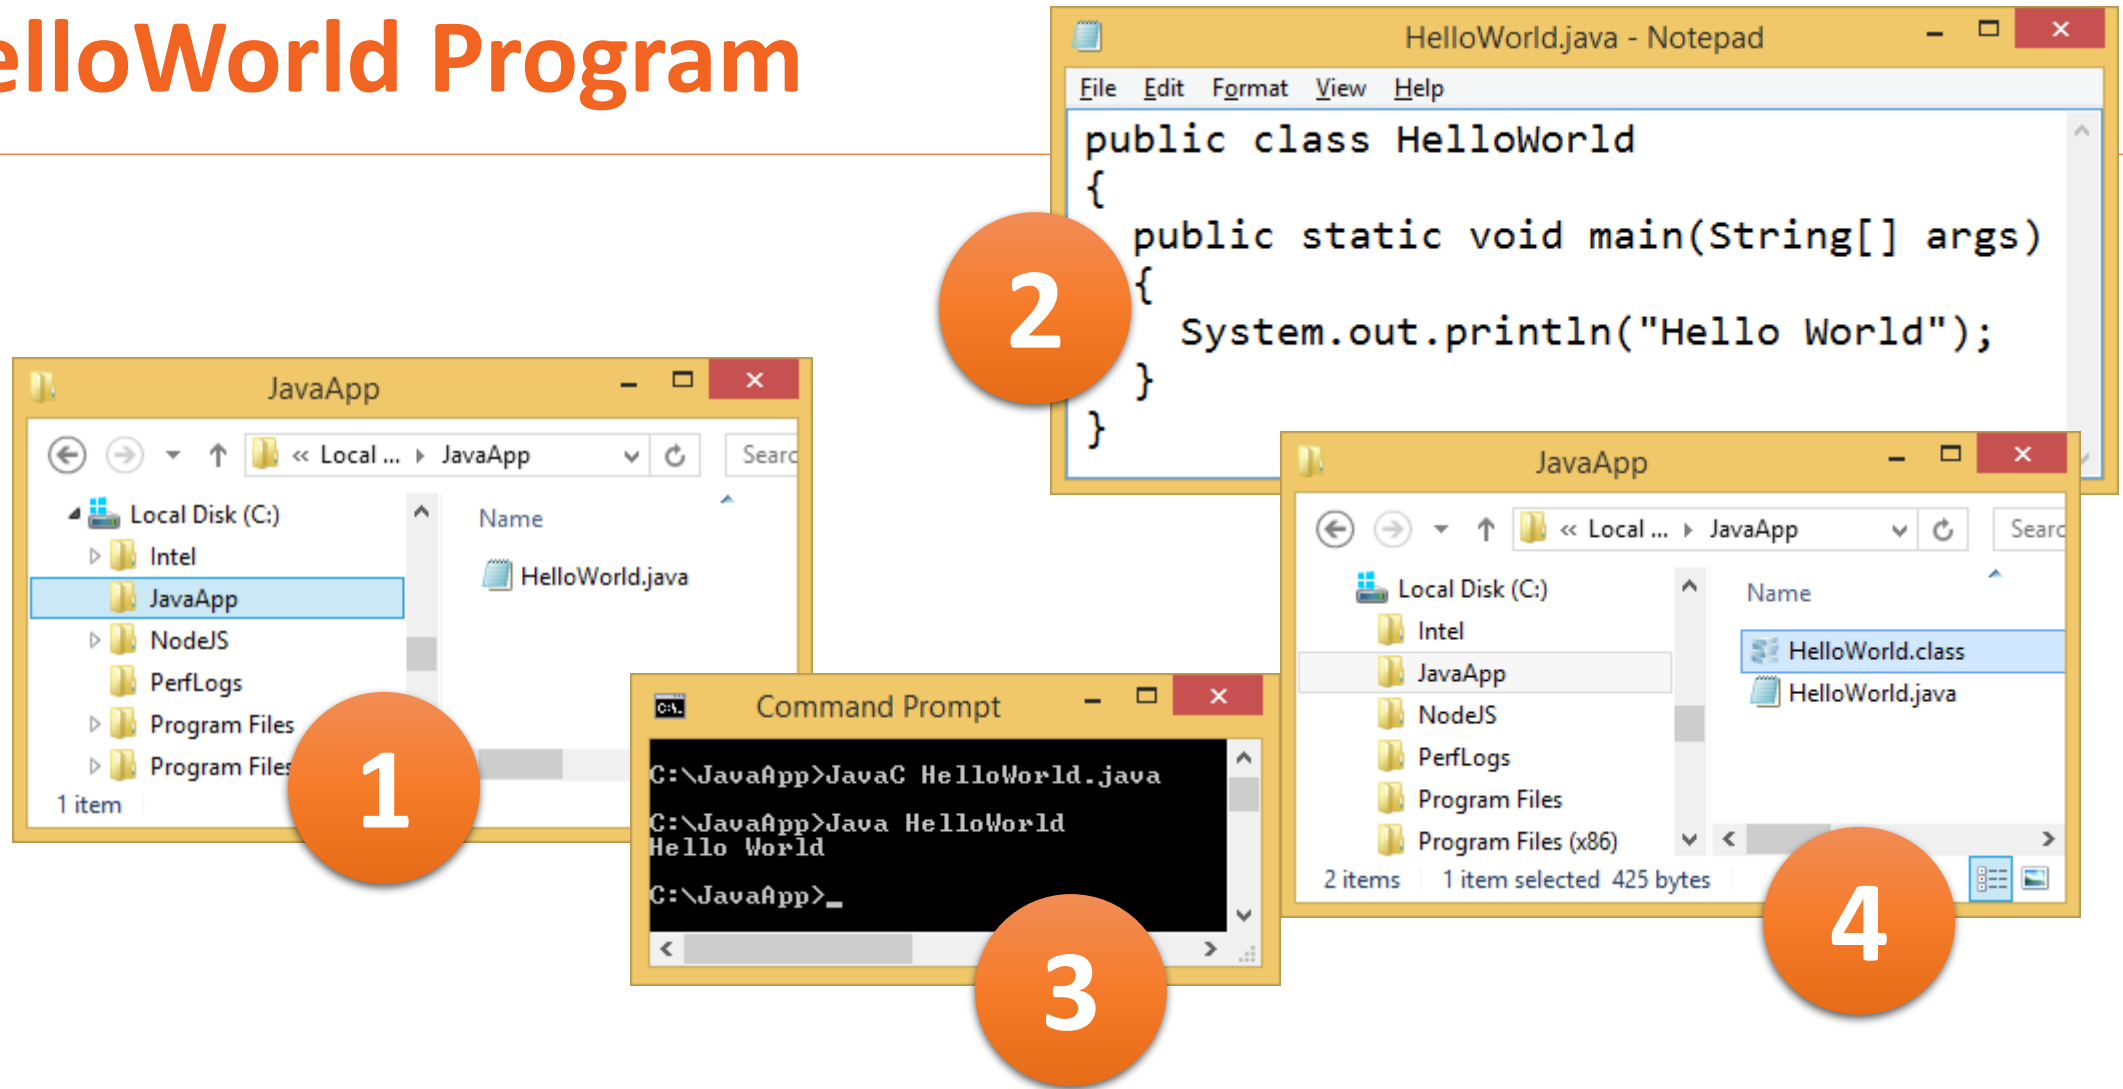 elloWorld Program
HelloWorld.java - Notepad
File Edit Format View Help
public class HelloWorld
{
public static void main(String[] args)
{
System.out.println("Hello World");
}
}
2
JavaApp
« Local ... JavaApp
Searc
Local Disk (C:)
Intel
JavaApp
NodeJS
PerfLogs
Program Files
Program Files
1 item
Name
HelloWorld.java
1
Command Prompt
C:\JavaApp>JavaC HelloWorld.java
C:\JavaApp>Java HelloWorld
Hello World
C:\JavaApp>_
3
JavaApp
« Local ... JavaApp
Searc
Local Disk (C:)
Intel
JavaApp
NodeJS
PerfLogs
Program Files
Program Files (x86)
2 items 1 item selected 425 bytes
Name
HelloWorld.class
HelloWorld.java
4